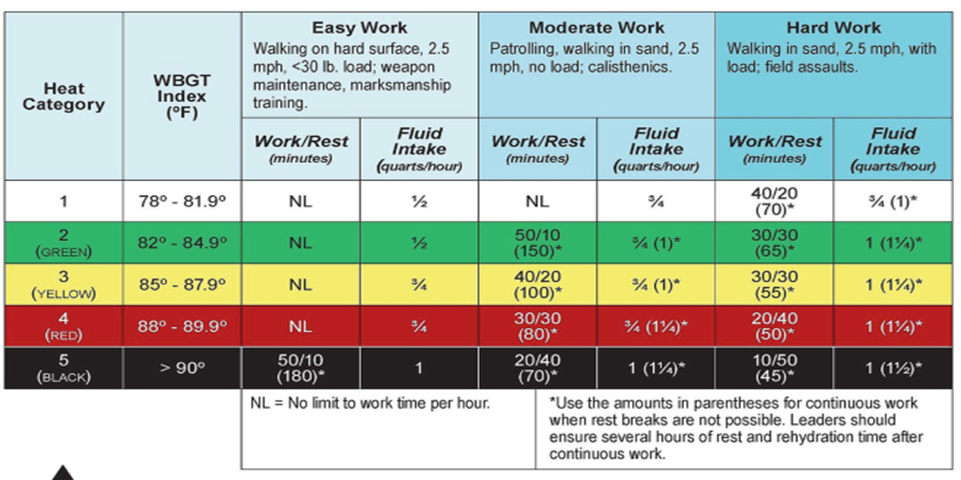 Heat Category
WBGT Index (ºF)
Easy Work
Walking on hard surface, 2.5
mph, <30 lb. load; weapon
maintenance, marksmanship
training.
Moderate Work
Patrolling, walking in sand, 2.5
mph, no load; calisthenics.
Hard Work
Walking in sand, 2.5 mph, with
load; field assaults.
Work/Rest (minutes)
Fluid Intake (quarts/hour)
Work/Rest (minutes)
Fluid Intake (quarts/hour)
Work/Rest (minutes)
Fluid Intake (quarts/hour)
1 78º - 81.9º NL ½ NL ¾ 40/20 (70)* ¾ (1)*
2 (GREEN) 82º - 84.9º NL ½ 50/10 (150)* ¾ (1)* 30/30 (65)* 1 (1¼)*
3 (YELLOW) 85º - 87.9º NL ¾ 40/20 (100)* ¾ (1)* 30/30 (55)* 1 (1¼)*
4 (RED) 88º - 89.9º NL ¾ 30/30 (80)* ¾ (1¼)* 20/40 (50)* 1 (1¼)*
5 (BLACK) > 90º 50/10 (180)* 1 20/40 (70)* 1 (1¼)* 10/50 (45)* 1 (1½)*
NL = No limit to work time per hour.
*Use the amounts in parentheses for continuous work
when rest breaks are not possible. Leaders should
ensure several hours of rest and rehydration time after
continuous work.